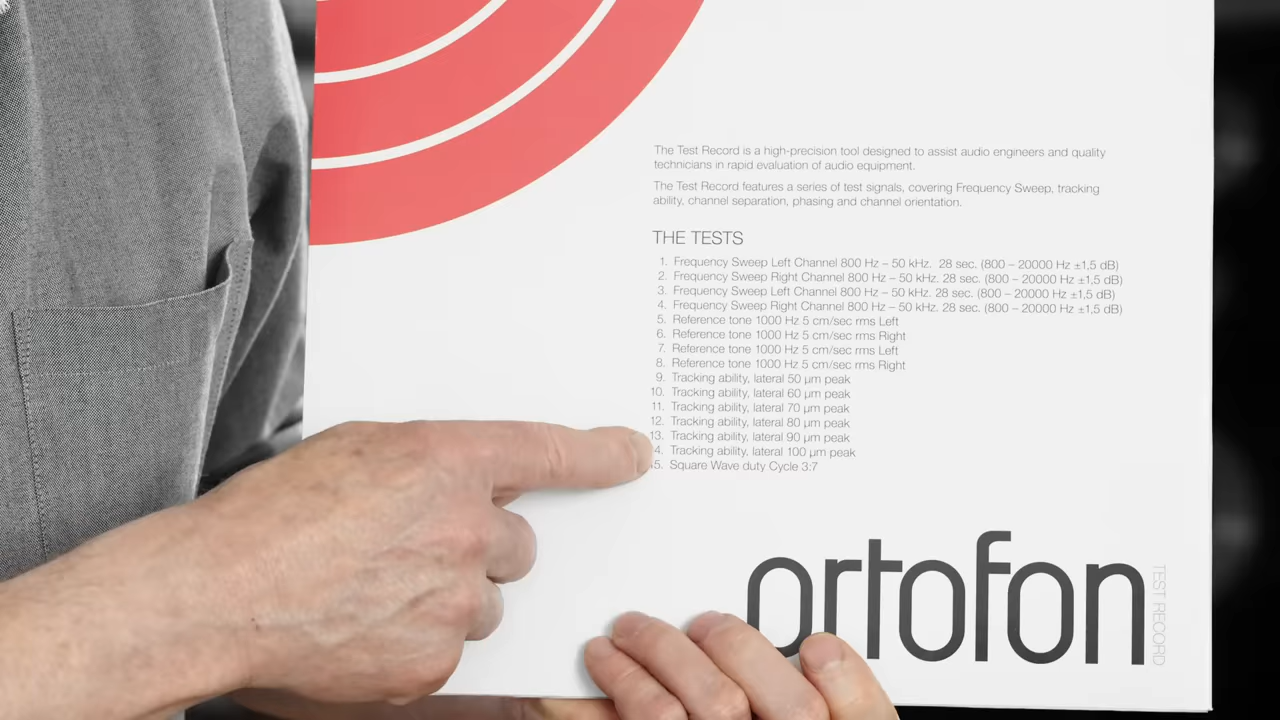 The Test Record is a high-precision tool designed to assist audio engineers and quality
technicians in rapid evaluation of audio equipment.
The Test Record features a series of test signals, covering Frequency Sweep, tracking
ability, channel separation, phasing and channel orientation.
THE TESTS
1. Frequency Sweep Left Channel 800 Hz – 50 kHz. 28 sec. (800 – 20000 Hz ±1,5 dB)
2. Frequency Sweep Right Channel 800 Hz – 50 kHz. 28 sec. (800 – 20000 Hz ±1,5 dB)
3. Frequency Sweep Left Channel 800 Hz – 50 kHz. 28 sec. (800 – 20000 Hz ±1,5 dB)
4. Frequency Sweep Right Channel 800 Hz – 50 kHz. 28 sec. (800 – 20000 Hz ±1,5 dB)
5. Reference tone 1000 Hz 5 cm/sec rms Left
6. Reference tone 1000 Hz 5 cm/sec rms Right
7. Reference tone 1000 Hz 5 cm/sec rms Left
8. Reference tone 1000 Hz 5 cm/sec rms Right
9. Tracking ability, lateral 50 µm peak
10. Tracking ability, lateral 60 µm peak
11. Tracking ability, lateral 70 µm peak
12. Tracking ability, lateral 80 µm peak
13. Tracking ability, lateral 90 µm peak
4. Tracking ability, lateral 100 µm peak
5. Square Wave duty Cycle 3:7
ortofon
TEST RECORD